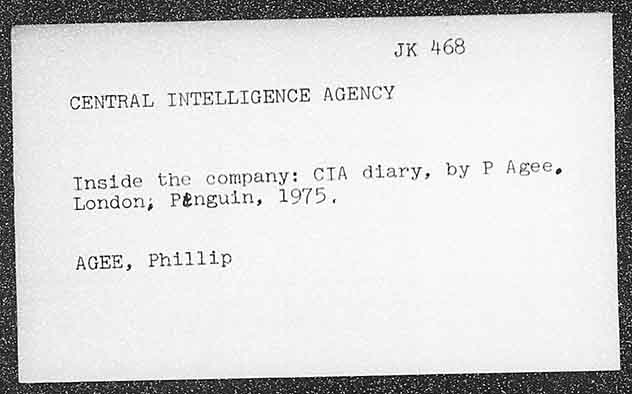 JK 468
CENTRAL INTELLIGENCE AGENCY
Inside the company: CIA diary, by P Agee.
London; Penguin, 1975.
AGEE, Phillip